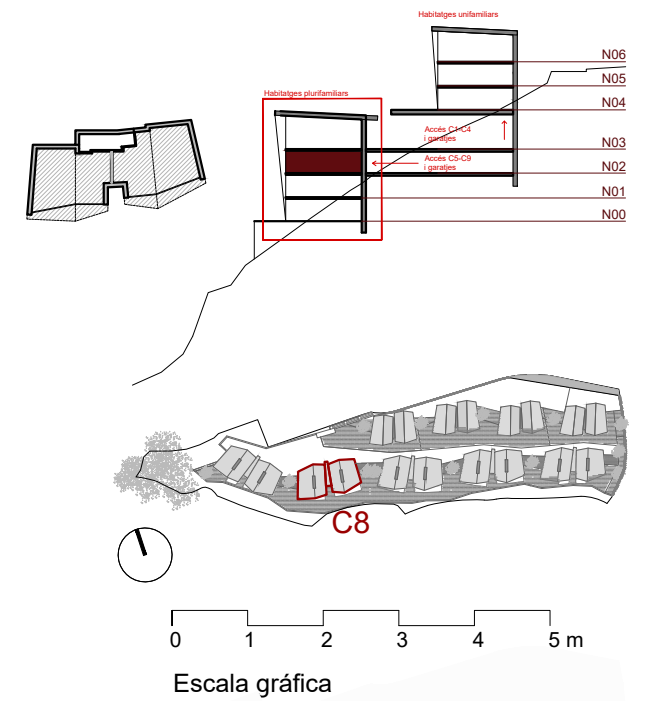 Habitatges unifamiliars
N06
N05
Habitatges plurifamiliars
N04
Accés C1-C4
i garatjes
N03
Accés C5-C9
i garatjes
N02
N01
N00
C8
0 1 2 3 4 5 m
Escala gráfica